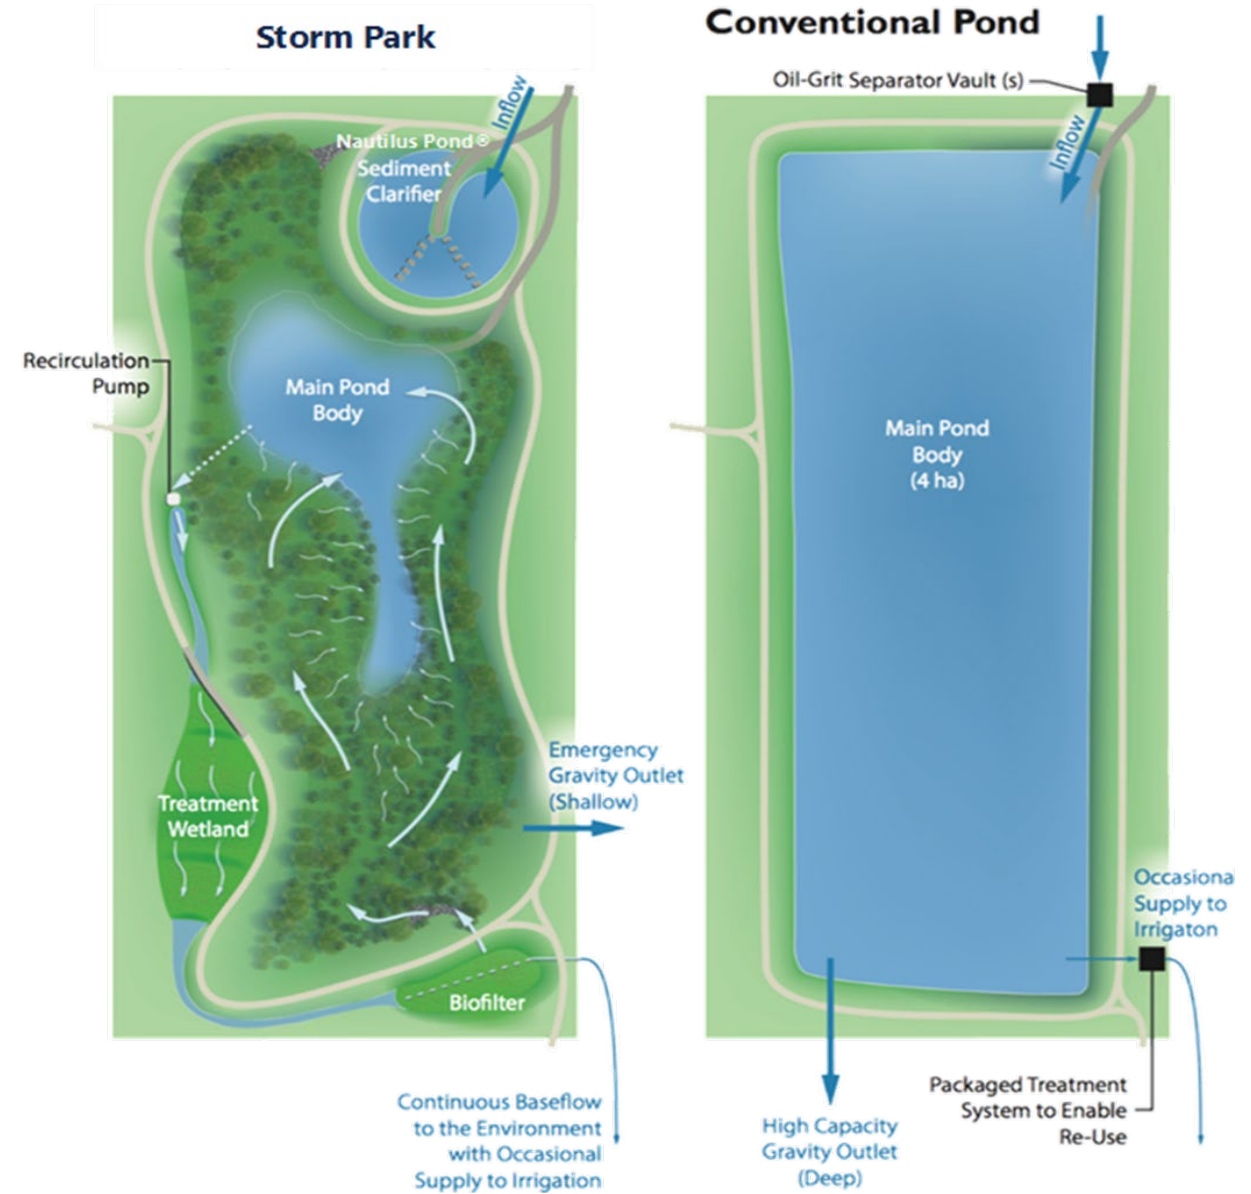 Storm Park
Inflow
Nautilus Pond®
Sediment
Clarifier
Recirculation
Pump
Main Pond
Body
Emergency
Gravity Outlet
(Shallow)
Treatment
Wetland
Biofilter
Continuous Baseflow
to the Environment
with Occasional
Supply to Irrigation
Conventional Pond
Oil-Grit Separator Vault (s)
Inflow
Main Pond
Body
(4 ha)
Occasional
Supply to
Irrigaton
Packaged Treatment
System to Enable
Re-Use
High Capacity
Gravity Outlet
(Deep)